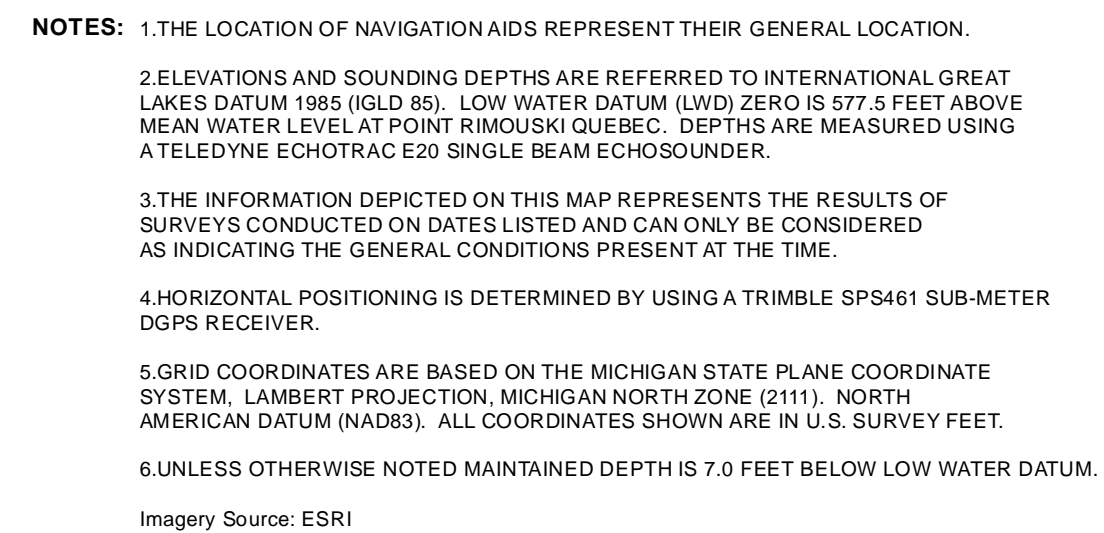 NOTES: 1.THE LOCATION OF NAVIGATION AIDS REPRESENT THEIR GENERAL LOCATION.
2.ELEVATIONS AND SOUNDING DEPTHS ARE REFERRED TO INTERNATIONAL GREAT
LAKES DATUM 1985 (IGLD 85). LOW WATER DATUM (LWD) ZERO IS 577.5 FEET ABOVE
MEAN WATER LEVEL AT POINT RIMOUSKI QUEBEC. DEPTHS ARE MEASURED USING
A TELEDYNE ECHOTRAC E20 SINGLE BEAM ECHOSOUNDER.
3.THE INFORMATION DEPICTED ON THIS MAP REPRESENTS THE RESULTS OF
SURVEYS CONDUCTED ON DATES LISTED AND CAN ONLY BE CONSIDERED
AS INDICATING THE GENERAL CONDITIONS PRESENT AT THE TIME.
4.HORIZONTAL POSITIONING IS DETERMINED BY USING A TRIMBLE SPS461 SUB-METER
DGPS RECEIVER.
5.GRID COORDINATES ARE BASED ON THE MICHIGAN STATE PLANE COORDINATE
SYSTEM, LAMBERT PROJECTION, MICHIGAN NORTH ZONE (2111). NORTH
AMERICAN DATUM (NAD83). ALL COORDINATES SHOWN ARE IN U.S. SURVEY FEET.
6.UNLESS OTHERWISE NOTED MAINTAINED DEPTH IS 7.0 FEET BELOW LOW WATER DATUM.
Imagery Source: ESRI